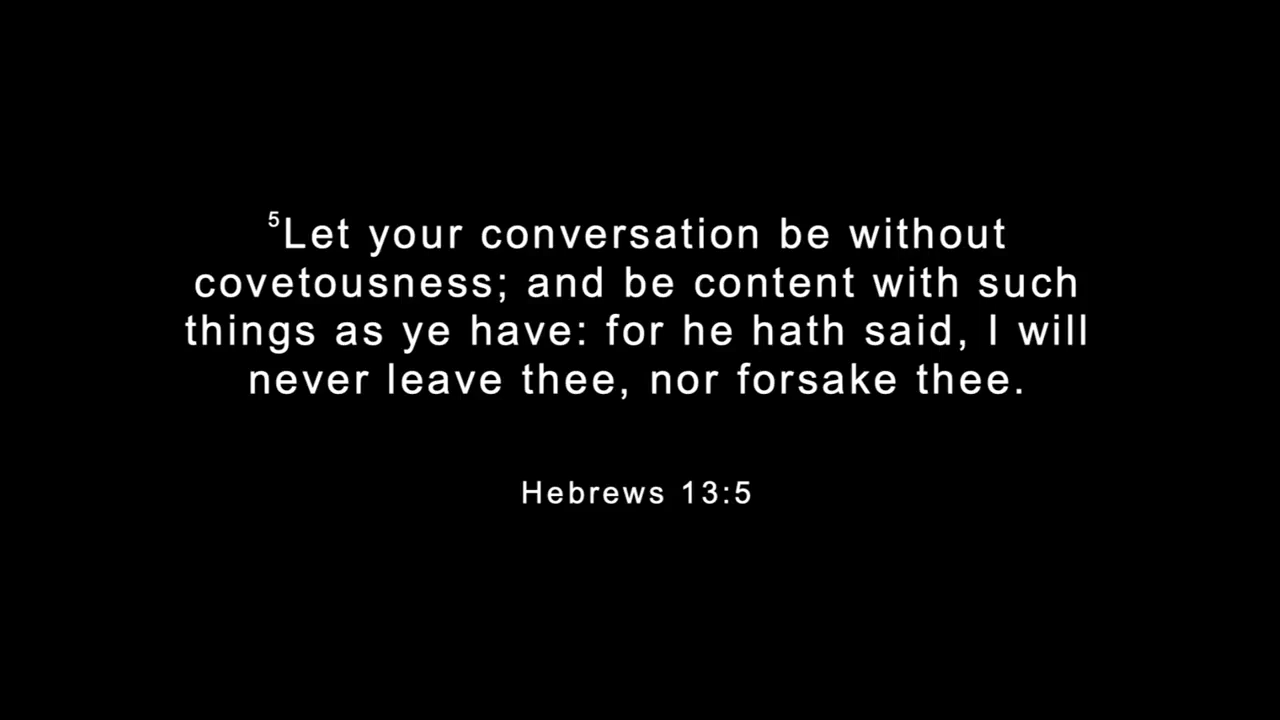 ⁵Let your conversation be without
covetousness; and be content with such
things as ye have: for he hath said, I will
never leave thee, nor forsake thee.
Hebrews 13:5